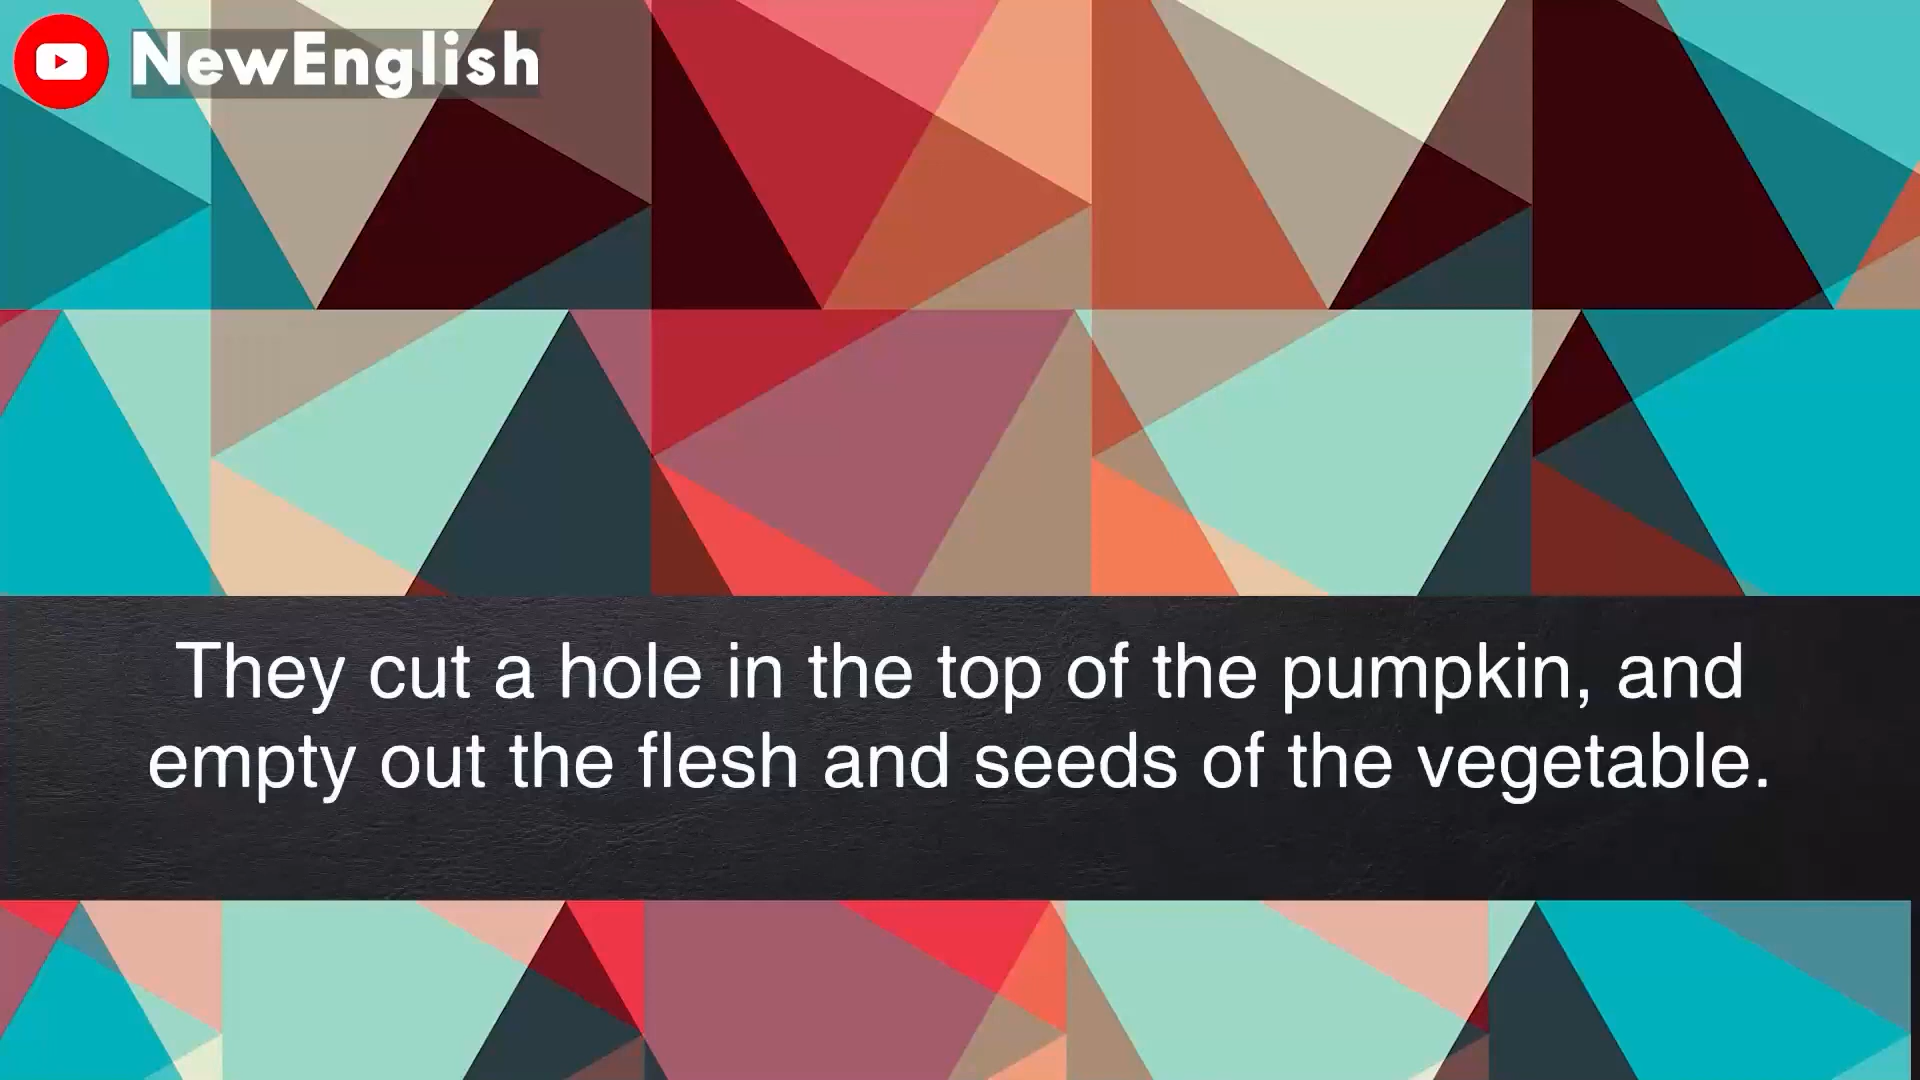 NewEnglish
They cut a hole in the top of the pumpkin, and
empty out the flesh and seeds of the vegetable.